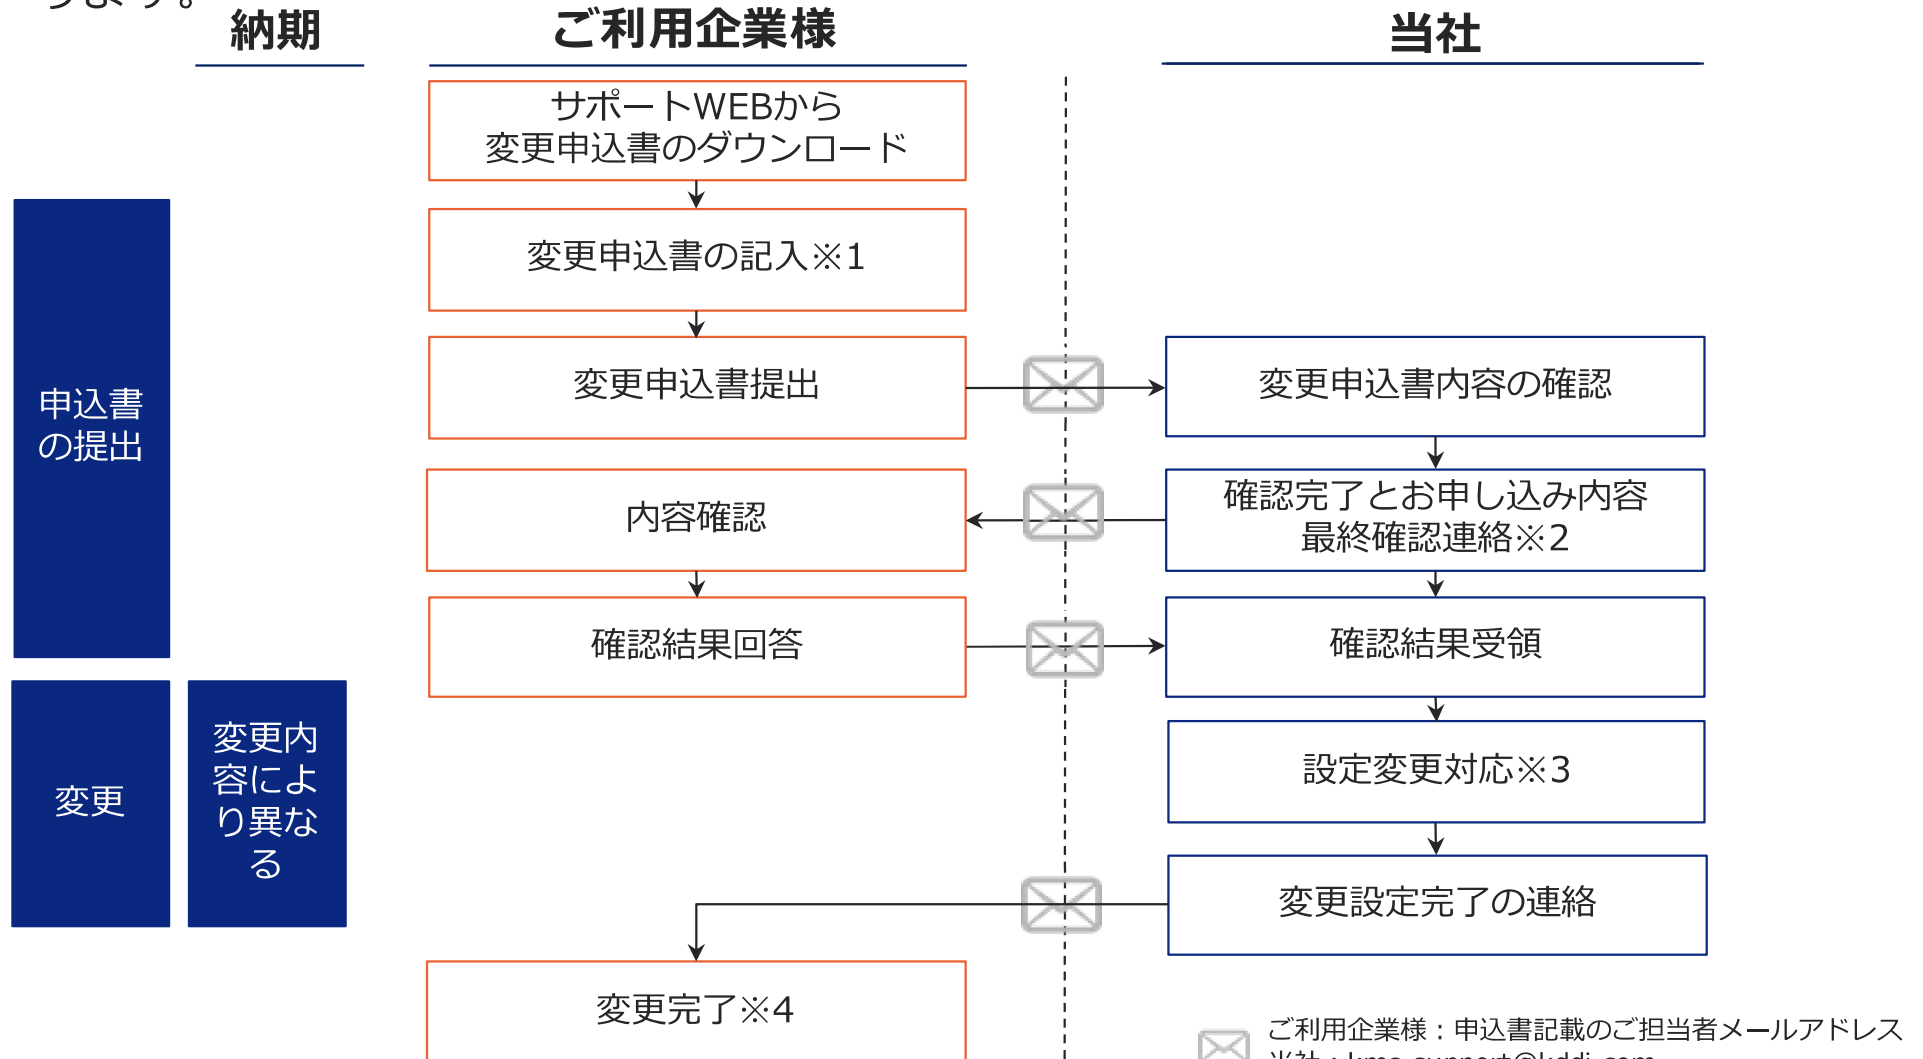 ります。
納期
ご利用企業様
当社
サポートWEBから
変更申込書のダウンロード
変更申込書の記入※1
変更申込書提出
変更申込書内容の確認
申込書
の提出
内容確認
確認完了とお申し込み内容
最終確認連絡※2
確認結果回答
確認結果受領
変更
変更内
容によ
り異な
る
設定変更対応※3
変更設定完了の連絡
変更完了※4
ご利用企業様：申込書記載のご担当者メールアドレス